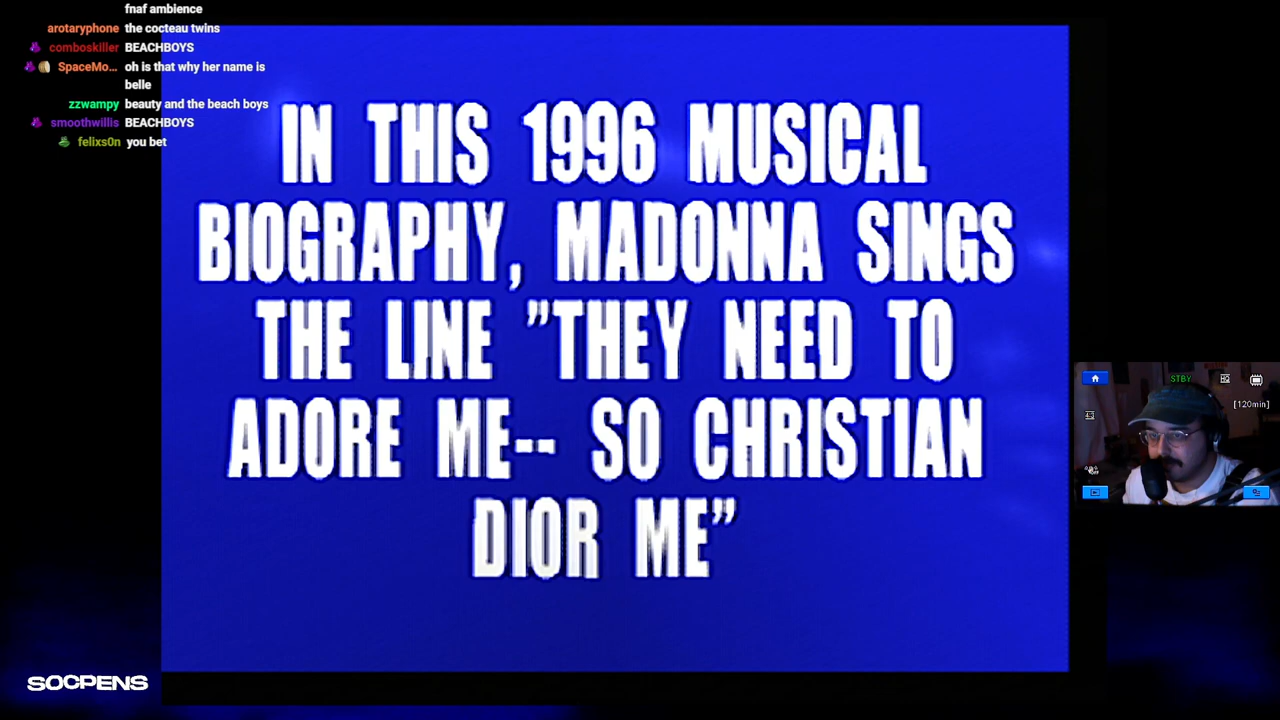 fnaf ambience
arotaryphone the cocteau twins
comboskiller BEACHBOYS
SpaceMo... oh is that why her name is
belle
zzwampy beauty and the beach boys
smoothwillis BEACHBOYS
felixs0n you bet
IN THIS 1996 MUSICAL
BIOGRAPHY, MADONNA SINGS
THE LINE "THEY NEED TO
ADORE ME-- SO CHRISTIAN
DIOR ME"
STBY
[120min]
SOCPENS